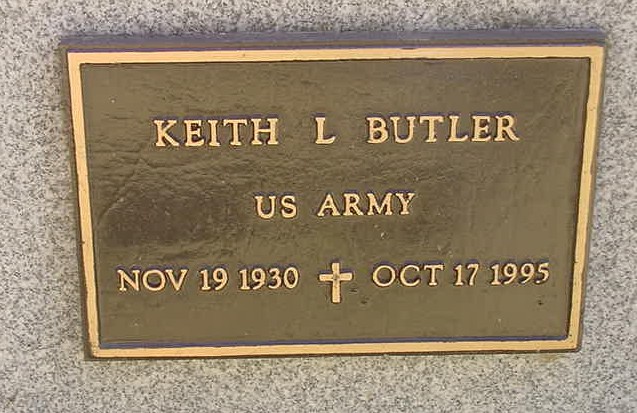 KEITH L BUTLER
US ARMY
NOV 19 1930 ✝ OCT 17 1995